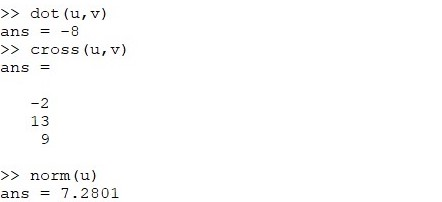 >> dot(u,v)
ans = -8
>> cross(u,v)
ans =
-2
13
9
>> norm(u)
ans = 7.2801